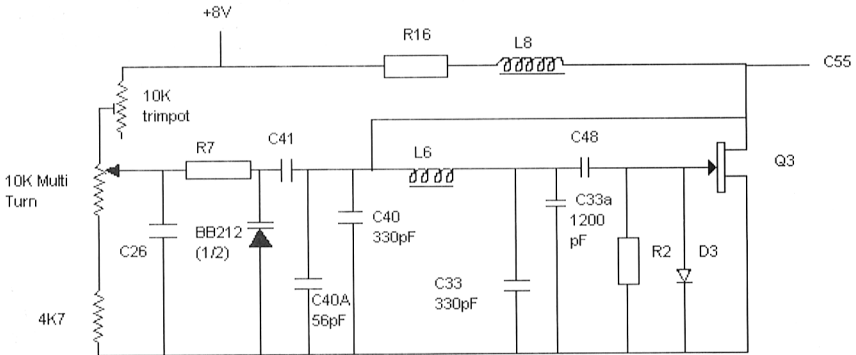 +8V
R16
L8
C55
10K
trimpot
R7
C41
L6
C48
Q3
10K Multi
Turn
C26
BB212
(1/2)
C40
330pF
C33a
1200
pF
C40A
56pF
C33
330pF
R2
D3
4K7